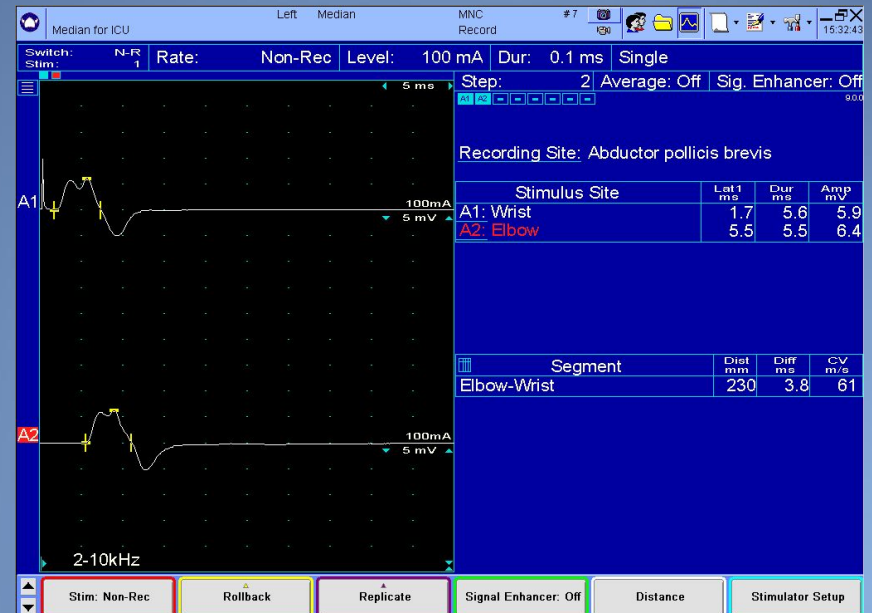 Left Median MNC #7
Median for ICU Record 15:32:43
Switch: N-R Rate: Non-Rec Level: 100 mA Dur: 0.1 ms Single
Stim: 1
5 ms Step: 2 Average: Off Sig. Enhancer: Off
A1 A2 9.0.0
Recording Site: Abductor pollicis brevis
Stimulus Site Lat1 ms Dur ms Amp mV
A1 100mA A1: Wrist 1.7 5.6 5.9
5 mV A2: Elbow 5.5 5.5 6.4
Segment Dist mm Diff ms CV m/s
Elbow-Wrist 230 3.8 61
A2 100mA
5 mV
2-10kHz
Stim: Non-Rec Rollback Replicate Signal Enhancer: Off Distance Stimulator Setup